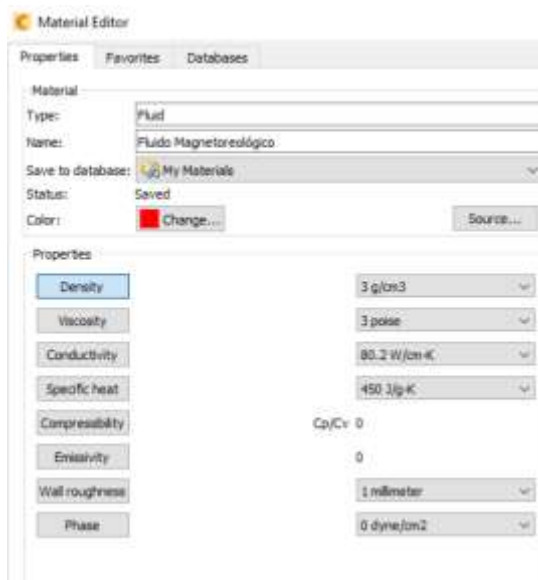 Material Editor
Properties Favorites Databases
Material
Type: Fluid
Name: Fluido Magnetoreológico
Save to database: My Materials
Status: Saved
Color: Change... Source...
Properties
Density 3 g/cm3
Viscosity 3 poise
Conductivity 80.2 W/cm-K
Specific heat 450 J/g-K
Compressibility Cp/Cv 0
Emissivity 0
Wall roughness 1 millimeter
Phase 0 dyne/cm2